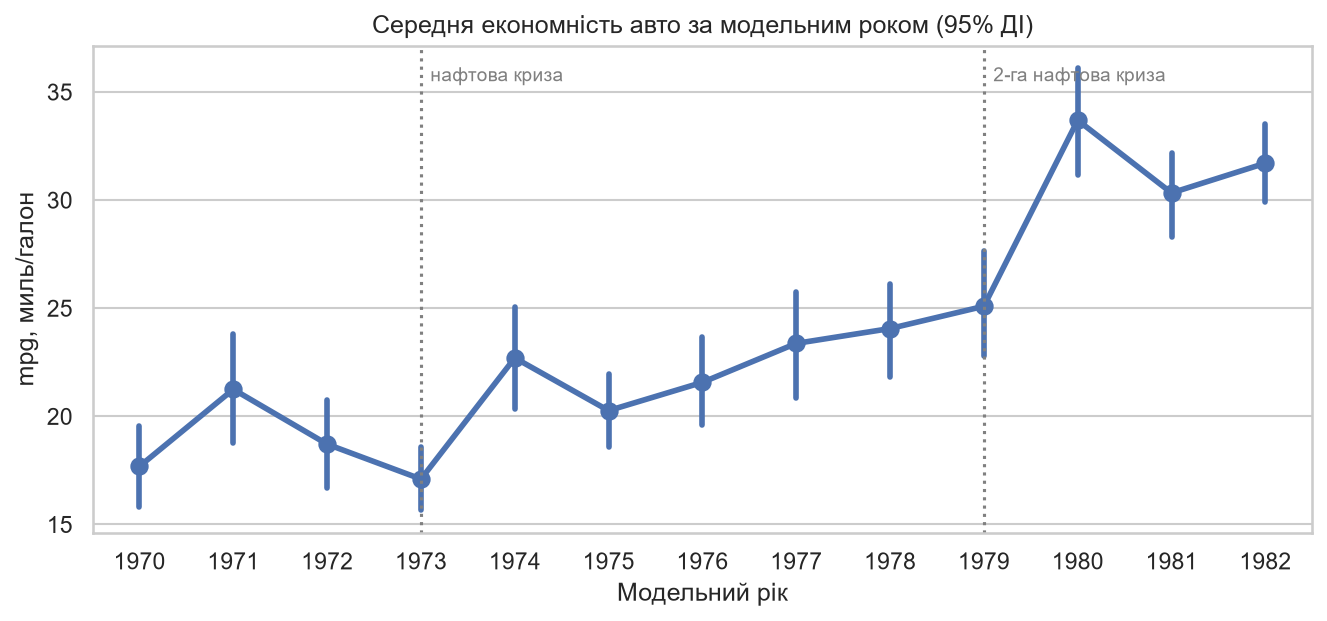 Середня економність авто за модельним роком (95% ДІ)
нафтова криза
2-га нафтова криза
mpg, миль/галон
35
30
25
20
15
1970 1971 1972 1973 1974 1975 1976 1977 1978 1979 1980 1981 1982
Модельний рік